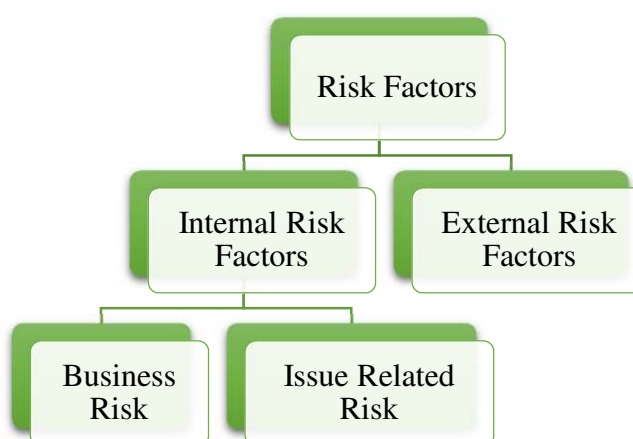 Risk Factors
Internal Risk
Factors
External Risk
Factors
Business
Risk
Issue Related
Risk